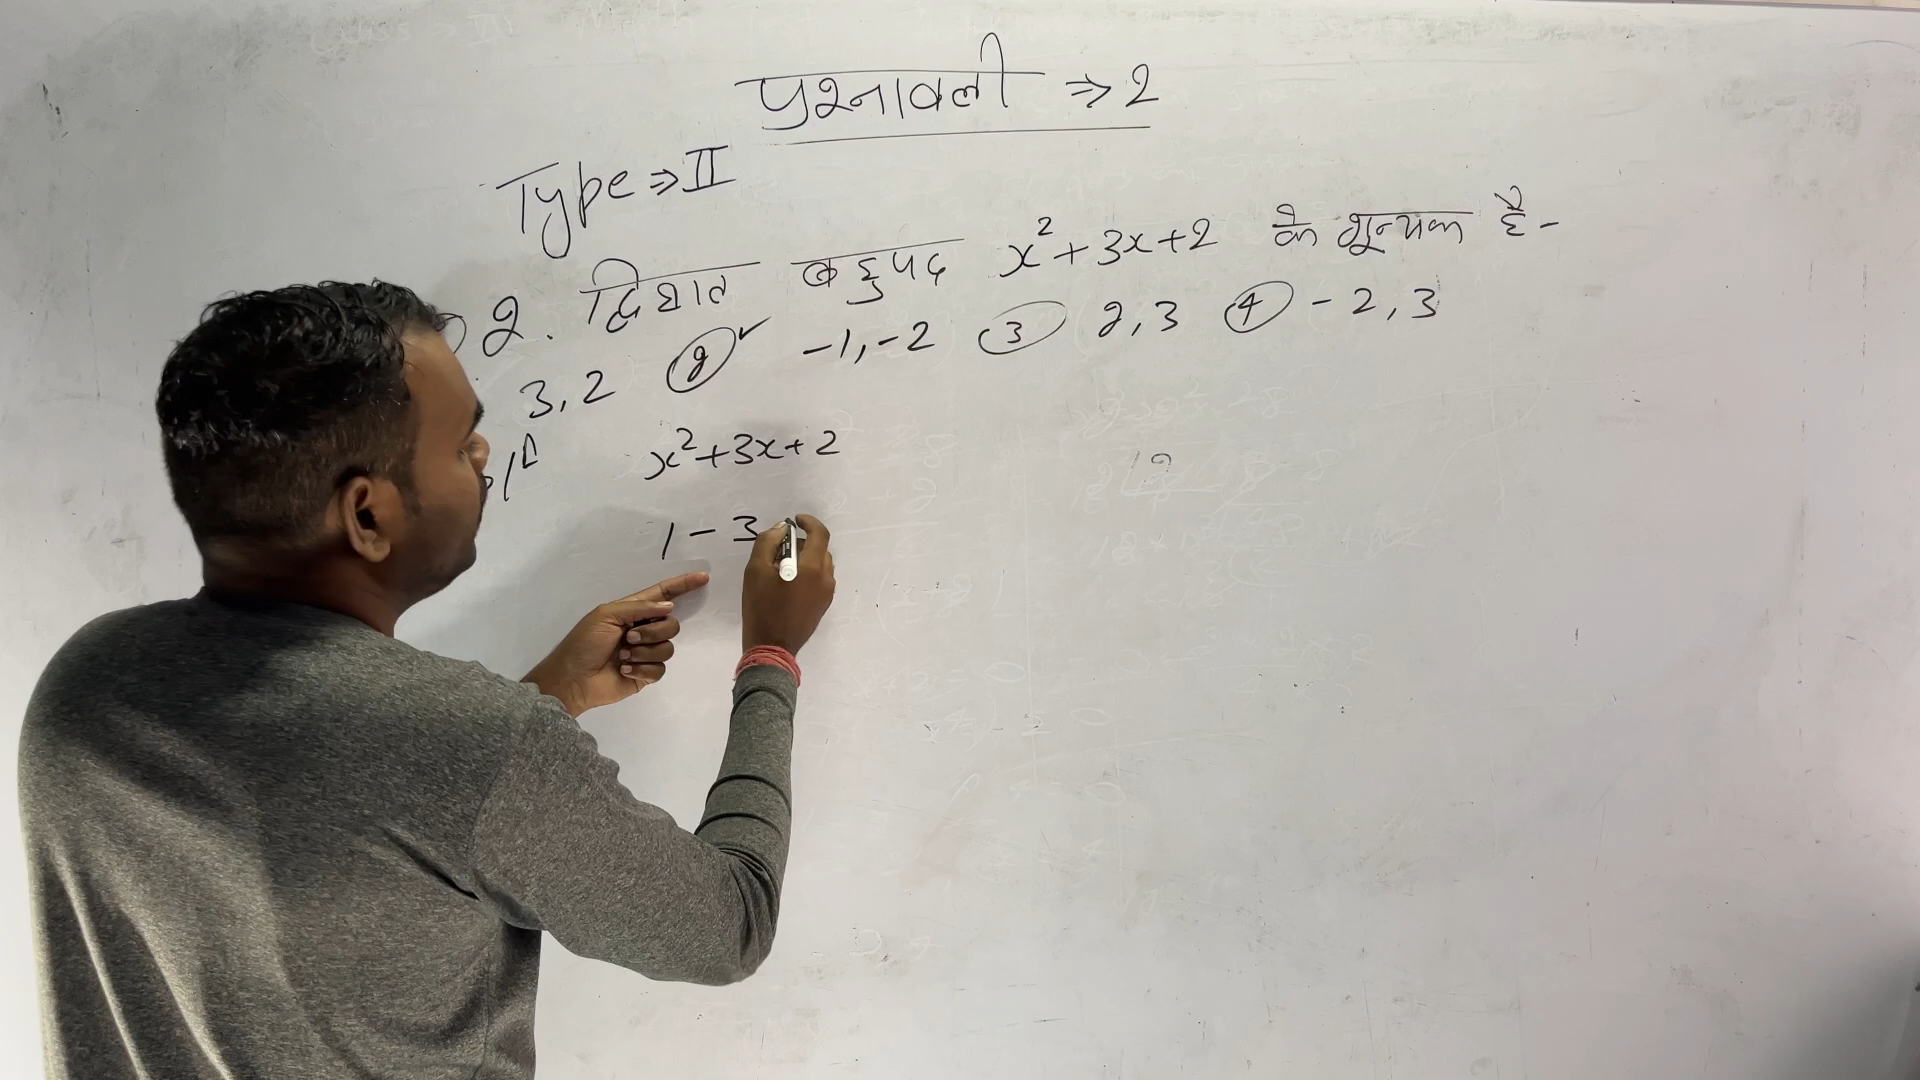 प्रश्नावली ⇒ 2
Type ⇒ II
2. द्विघात बहुपद x² + 3x + 2 के शून्यक है -
3, 2 (2) ✓ -1, -2 (3) 2, 3 (4) -2, 3
x² + 3x + 2
1 - 3